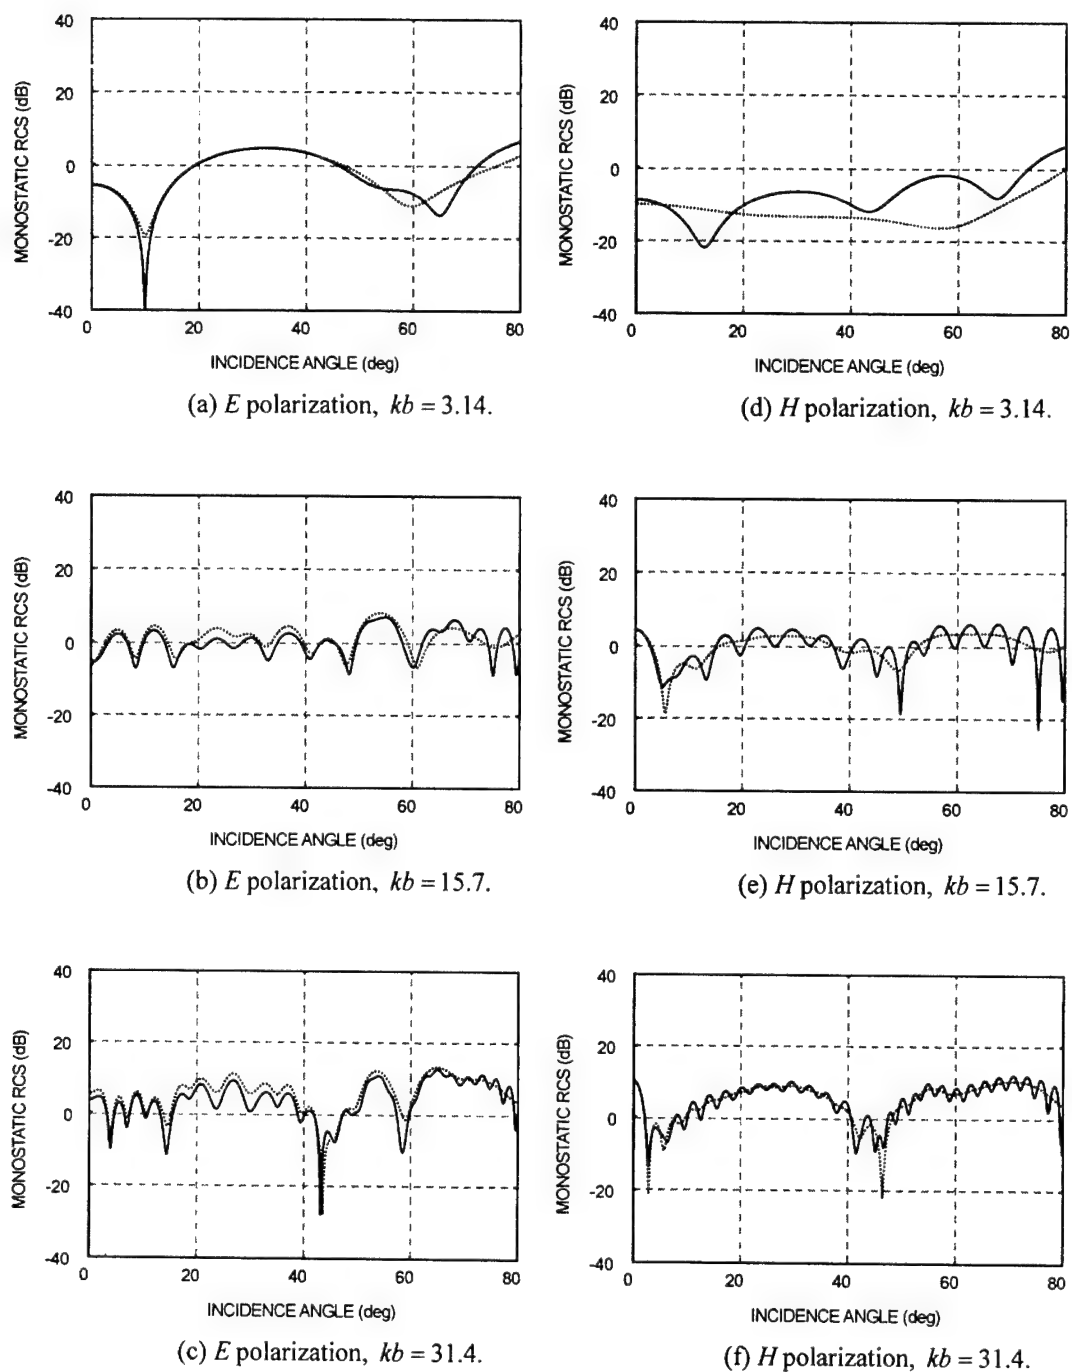 40
20
0
-20
-40
MONOSTATIC RCS (dB)
0 20 40 60 80
INCIDENCE ANGLE (deg)
(a) E polarization, kb = 3.14.
40
20
0
-20
-40
MONOSTATIC RCS (dB)
0 20 40 60 80
INCIDENCE ANGLE (deg)
(d) H polarization, kb = 3.14.
40
20
0
-20
-40
MONOSTATIC RCS (dB)
0 20 40 60 80
INCIDENCE ANGLE (deg)
(b) E polarization, kb = 15.7.
40
20
0
-20
-40
MONOSTATIC RCS (dB)
0 20 40 60 80
INCIDENCE ANGLE (deg)
(e) H polarization, kb = 15.7.
40
20
0
-20
-40
MONOSTATIC RCS (dB)
0 20 40 60 80
INCIDENCE ANGLE (deg)
(c) E polarization, kb = 31.4.
40
20
0
-20
-40
MONOSTATIC RCS (dB)
0 20 40 60 80
INCIDENCE ANGLE (deg)
(f) H polarization, kb = 31.4.